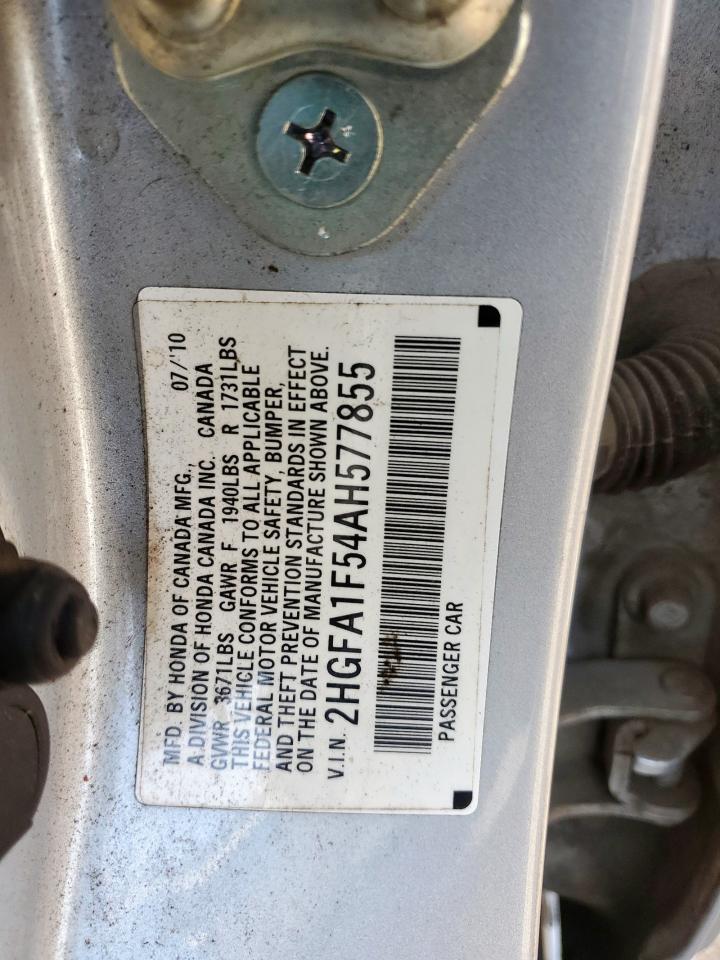 MFD. BY HONDA OF CANADA MFG., 07/'10
A DIVISION OF HONDA CANADA INC. CANADA
GVWR 3671LBS GAWR F 1940LBS R 1731LBS
THIS VEHICLE CONFORMS TO ALL APPLICABLE
FEDERAL MOTOR VEHICLE SAFETY, BUMPER,
AND THEFT PREVENTION STANDARDS IN EFFECT
ON THE DATE OF MANUFACTURE SHOWN ABOVE.
V.I.N. 2HGFA1F54AH577855
PASSENGER CAR